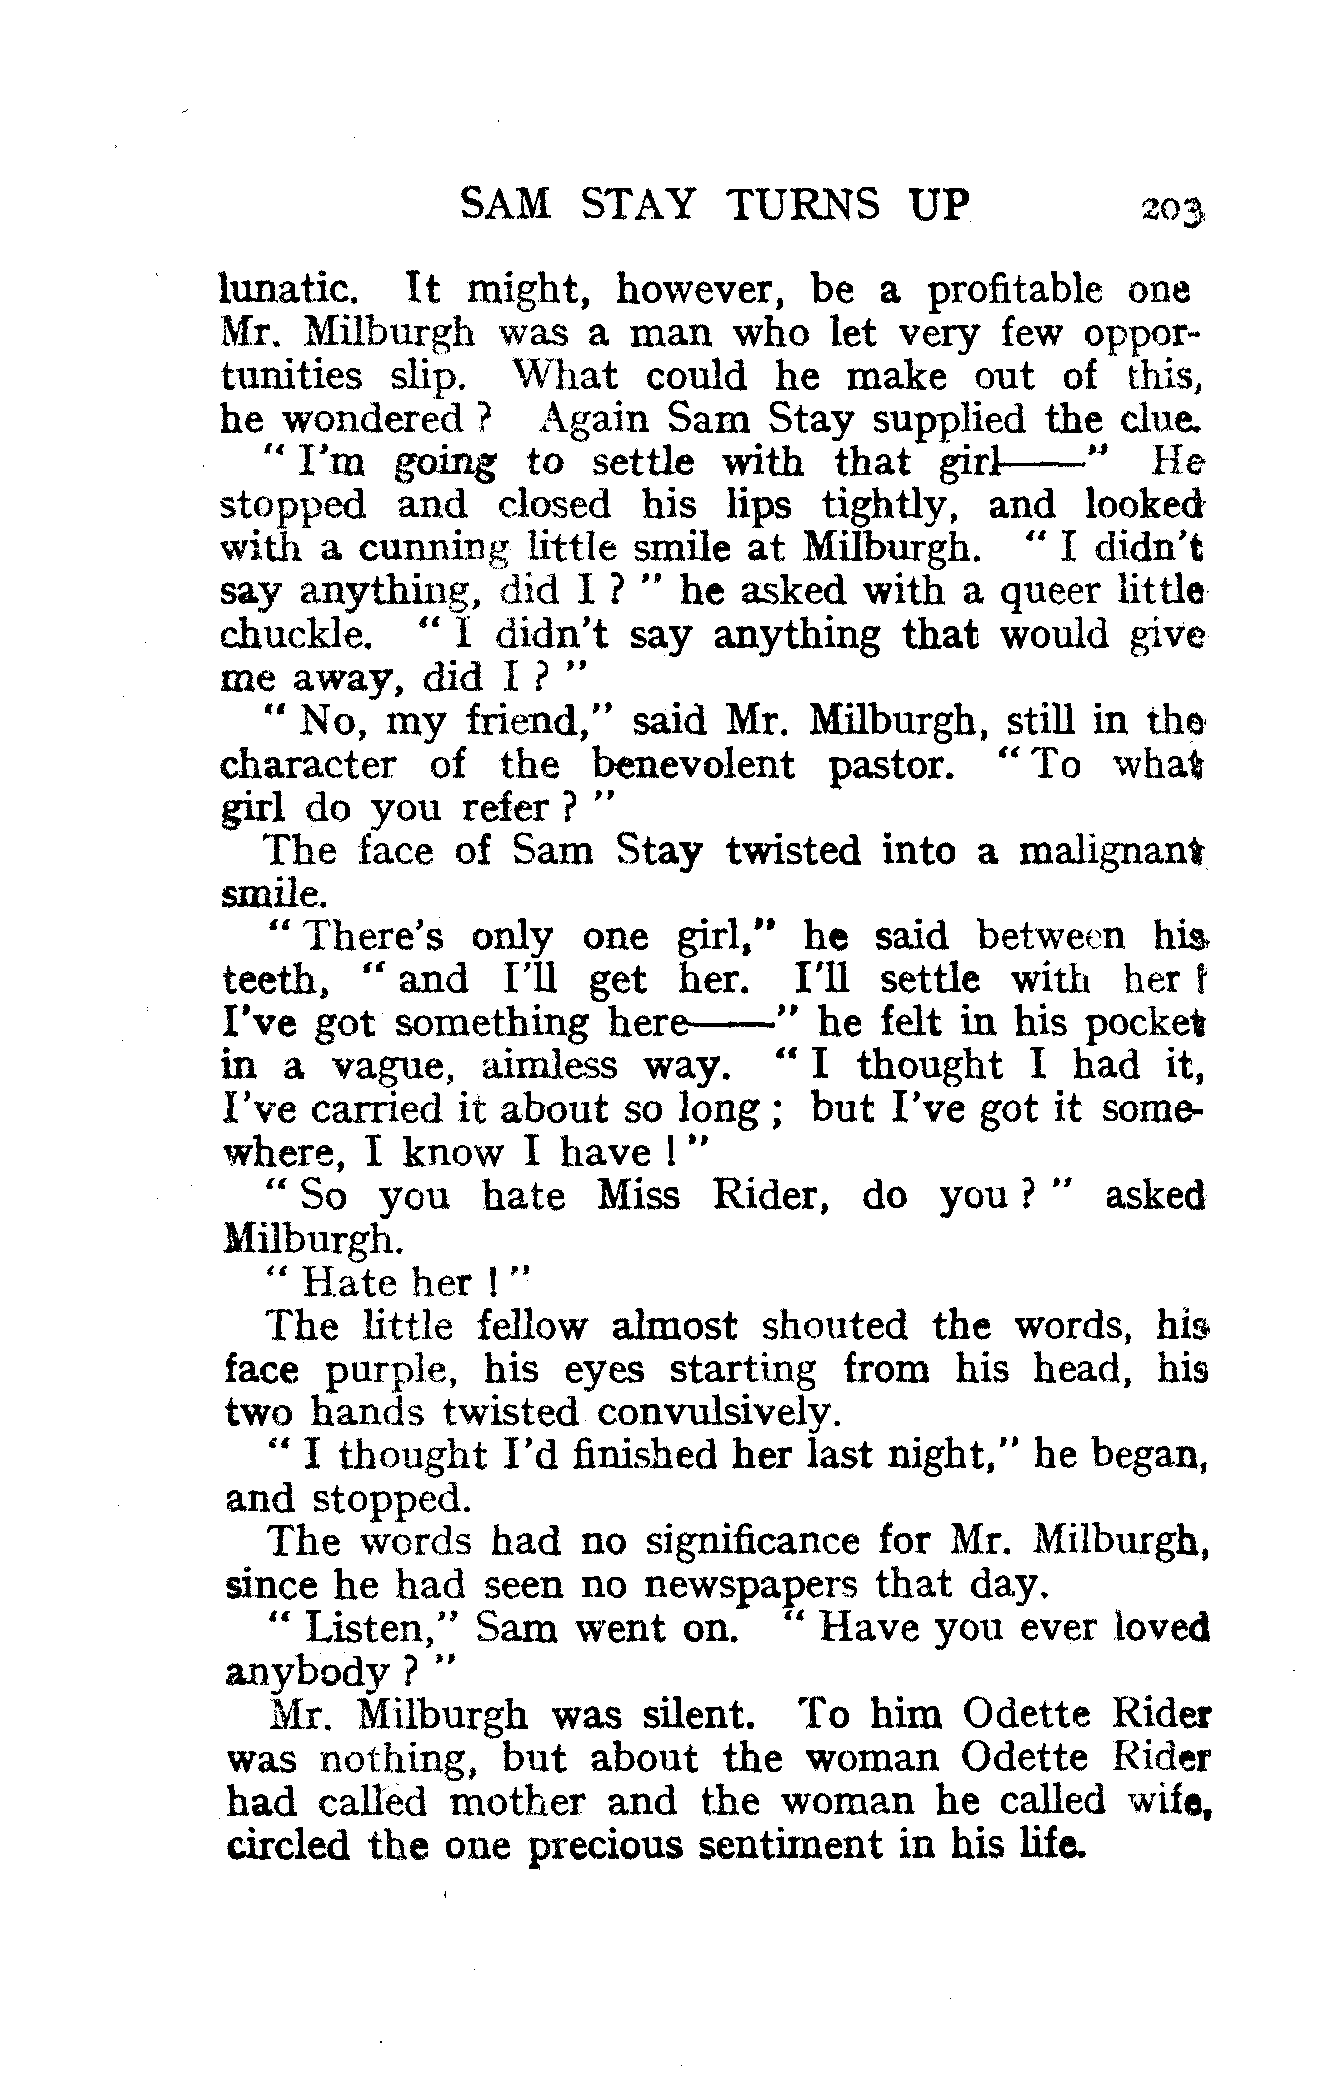 SAM STAY TURNS UP 203
lunatic. It might, however, be a profitable one
Mr. Milburgh was a man who let very few oppor-
tunities slip. What could he make out of this,
he wondered ? Again Sam Stay supplied the clue.
“ I'm going to settle with that girl——” He
stopped and closed his lips tightly, and looked
with a cunning little smile at Milburgh. “ I didn't
say anything, did I ? ” he asked with a queer little
chuckle. “ I didn't say anything that would give
me away, did I ? ”
“ No, my friend,” said Mr. Milburgh, still in the
character of the benevolent pastor. “ To what
girl do you refer ? ”
The face of Sam Stay twisted into a malignant
smile.
“ There's only one girl,” he said between his
teeth, “ and I'll get her. I'll settle with her !
I've got something here——” he felt in his pocket
in a vague, aimless way. “ I thought I had it,
I've carried it about so long ; but I've got it some-
where, I know I have ! ”
“ So you hate Miss Rider, do you ? ” asked
Milburgh.
“ Hate her ! ”
The little fellow almost shouted the words, his
face purple, his eyes starting from his head, his
two hands twisted convulsively.
“ I thought I'd finished her last night,” he began,
and stopped.
The words had no significance for Mr. Milburgh,
since he had seen no newspapers that day.
“ Listen,” Sam went on. “ Have you ever loved
anybody ? ”
Mr. Milburgh was silent. To him Odette Rider
was nothing, but about the woman Odette Rider
had called mother and the woman he called wife,
circled the one precious sentiment in his life.